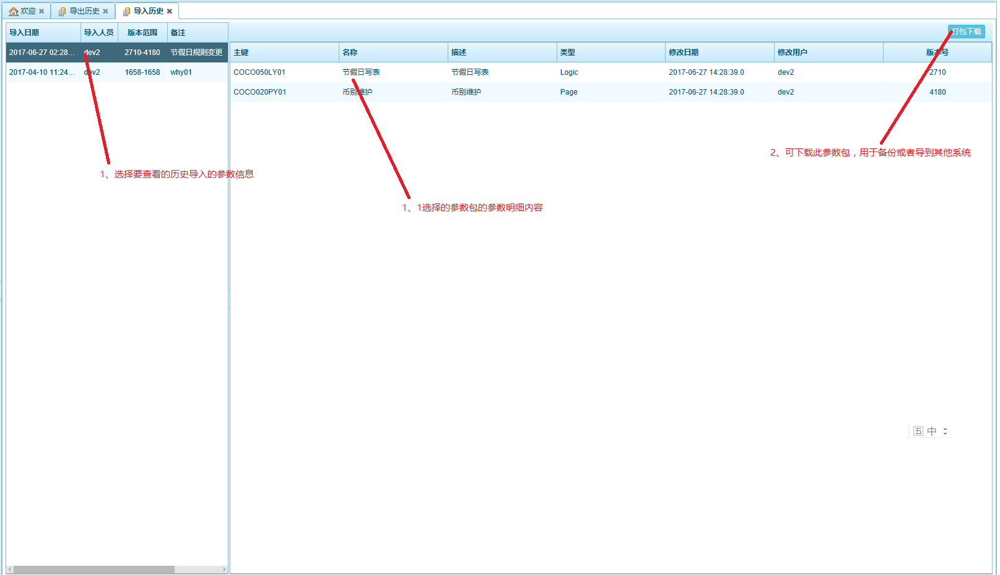 欢迎 导出历史 导入历史
导入日期 导入人员 版本范围 备注
打包下载
2017-06-27 02:28... dev2 2710-4180 节假日规则变更
主键 名称 描述 类型 修改日期 修改用户 版本号
2017-04-10 11:24... dev2 1658-1658 why01
COCO050LY01 节假日写表 节假日写表 Logic 2017-06-27 14:28:39.0 dev2 2710
COCO020PY01 币别维护 币别维护 Page 2017-06-27 14:28:39.0 dev2 4180
2、可下载此参数包，用于备份或者导到其他系统
1、选择要查看的历史导入的参数信息
1、1选择的参数包的参数明细内容
五 中